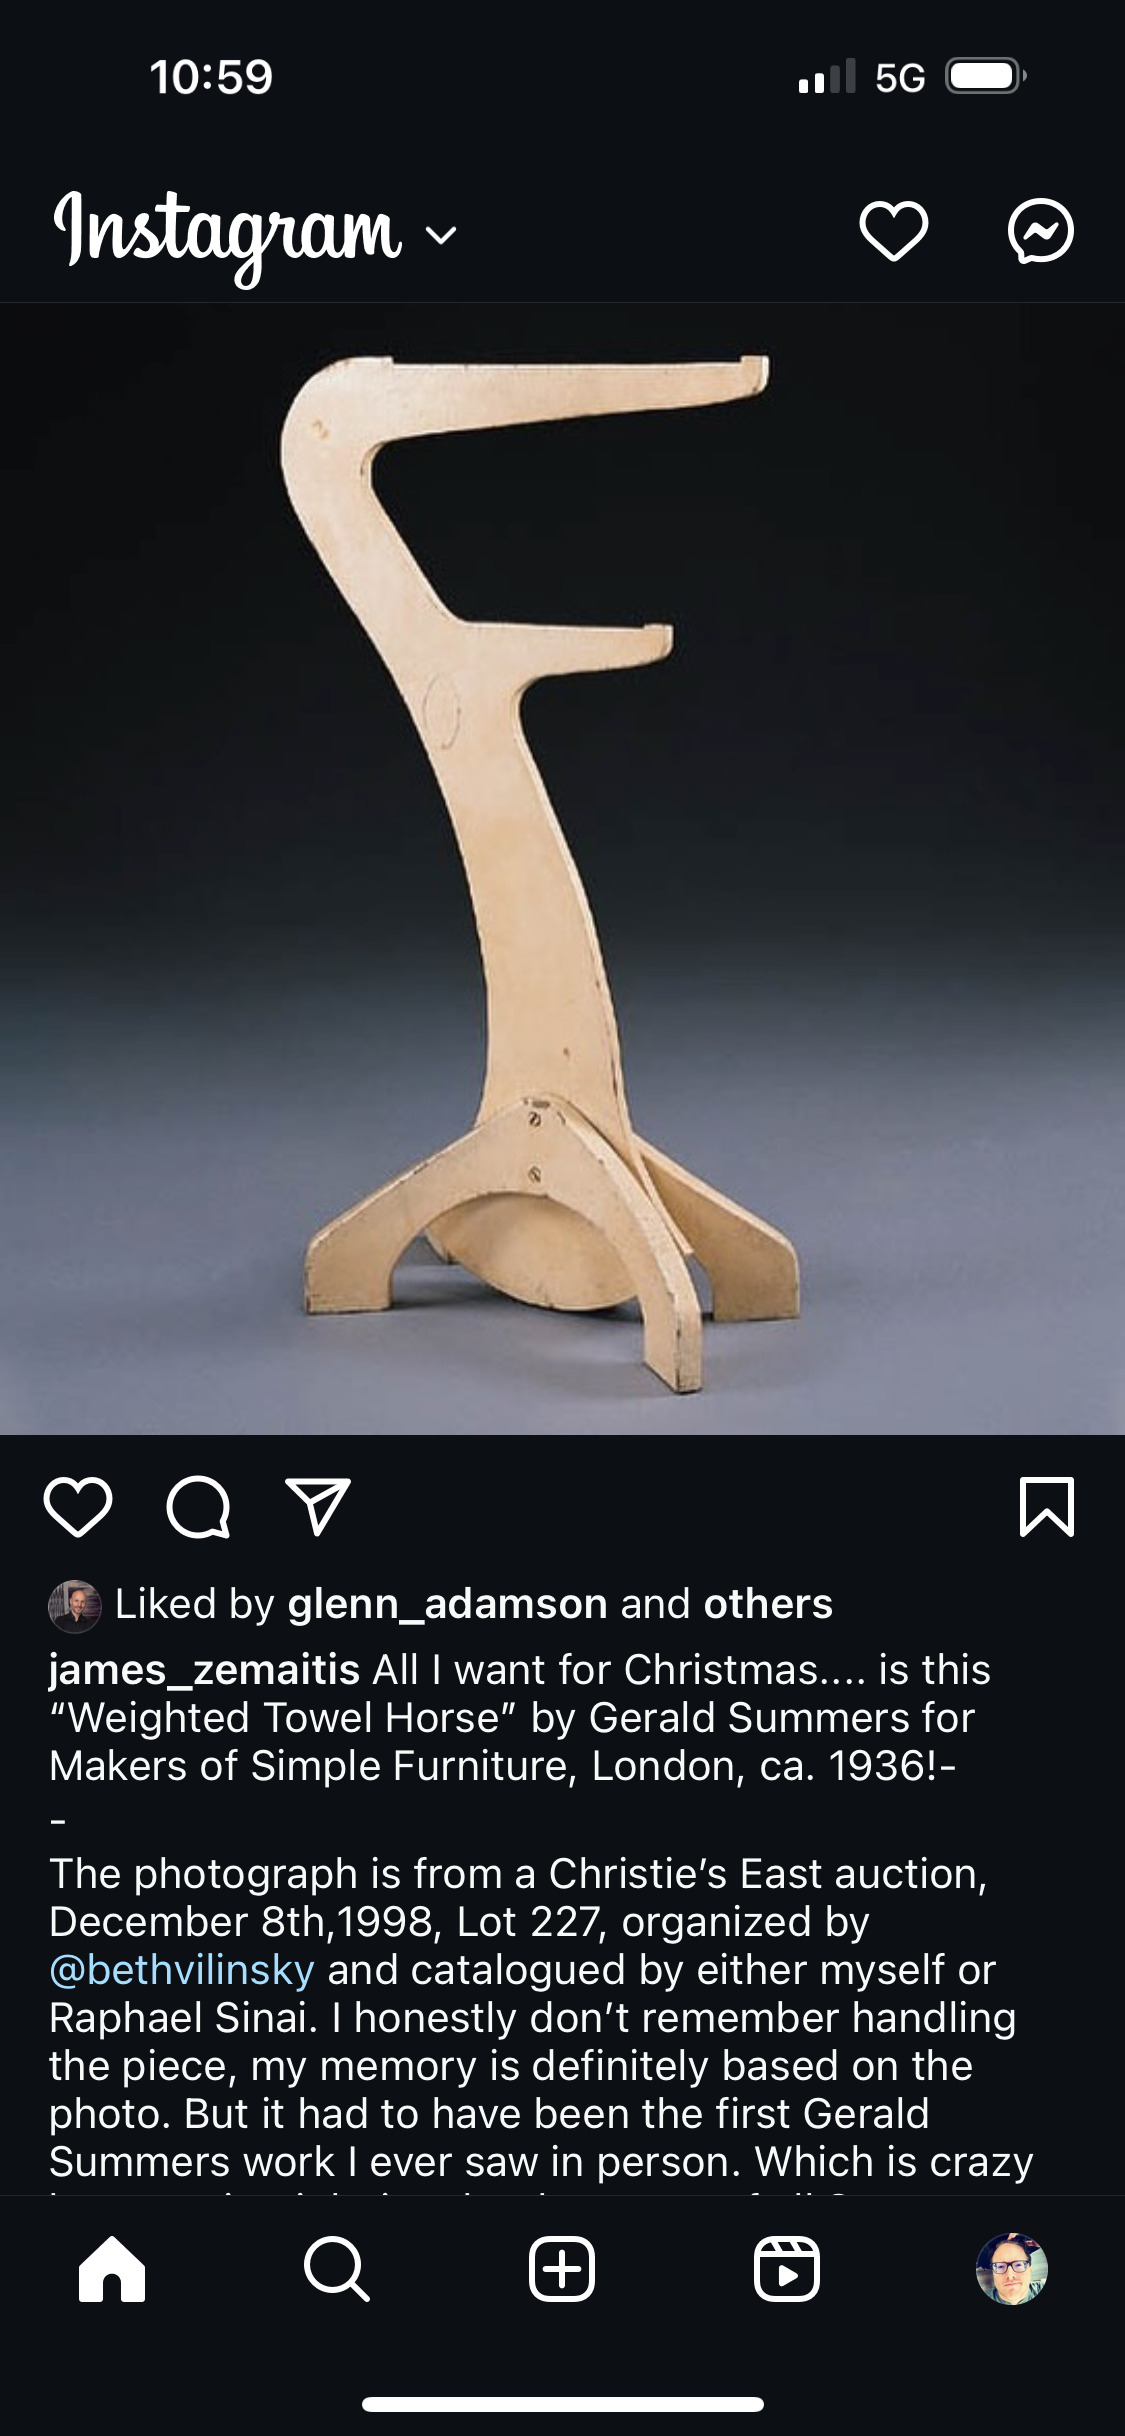 10:59
5G
Instagram
Liked by glenn_adamson and others
james_zemaitis All I want for Christmas.... is this
“Weighted Towel Horse” by Gerald Summers for
Makers of Simple Furniture, London, ca. 1936!-
-
The photograph is from a Christie’s East auction,
December 8th,1998, Lot 227, organized by
@bethvilinsky and catalogued by either myself or
Raphael Sinai. I honestly don’t remember handling
the piece, my memory is definitely based on the
photo. But it had to have been the first Gerald
Summers work I ever saw in person. Which is crazy